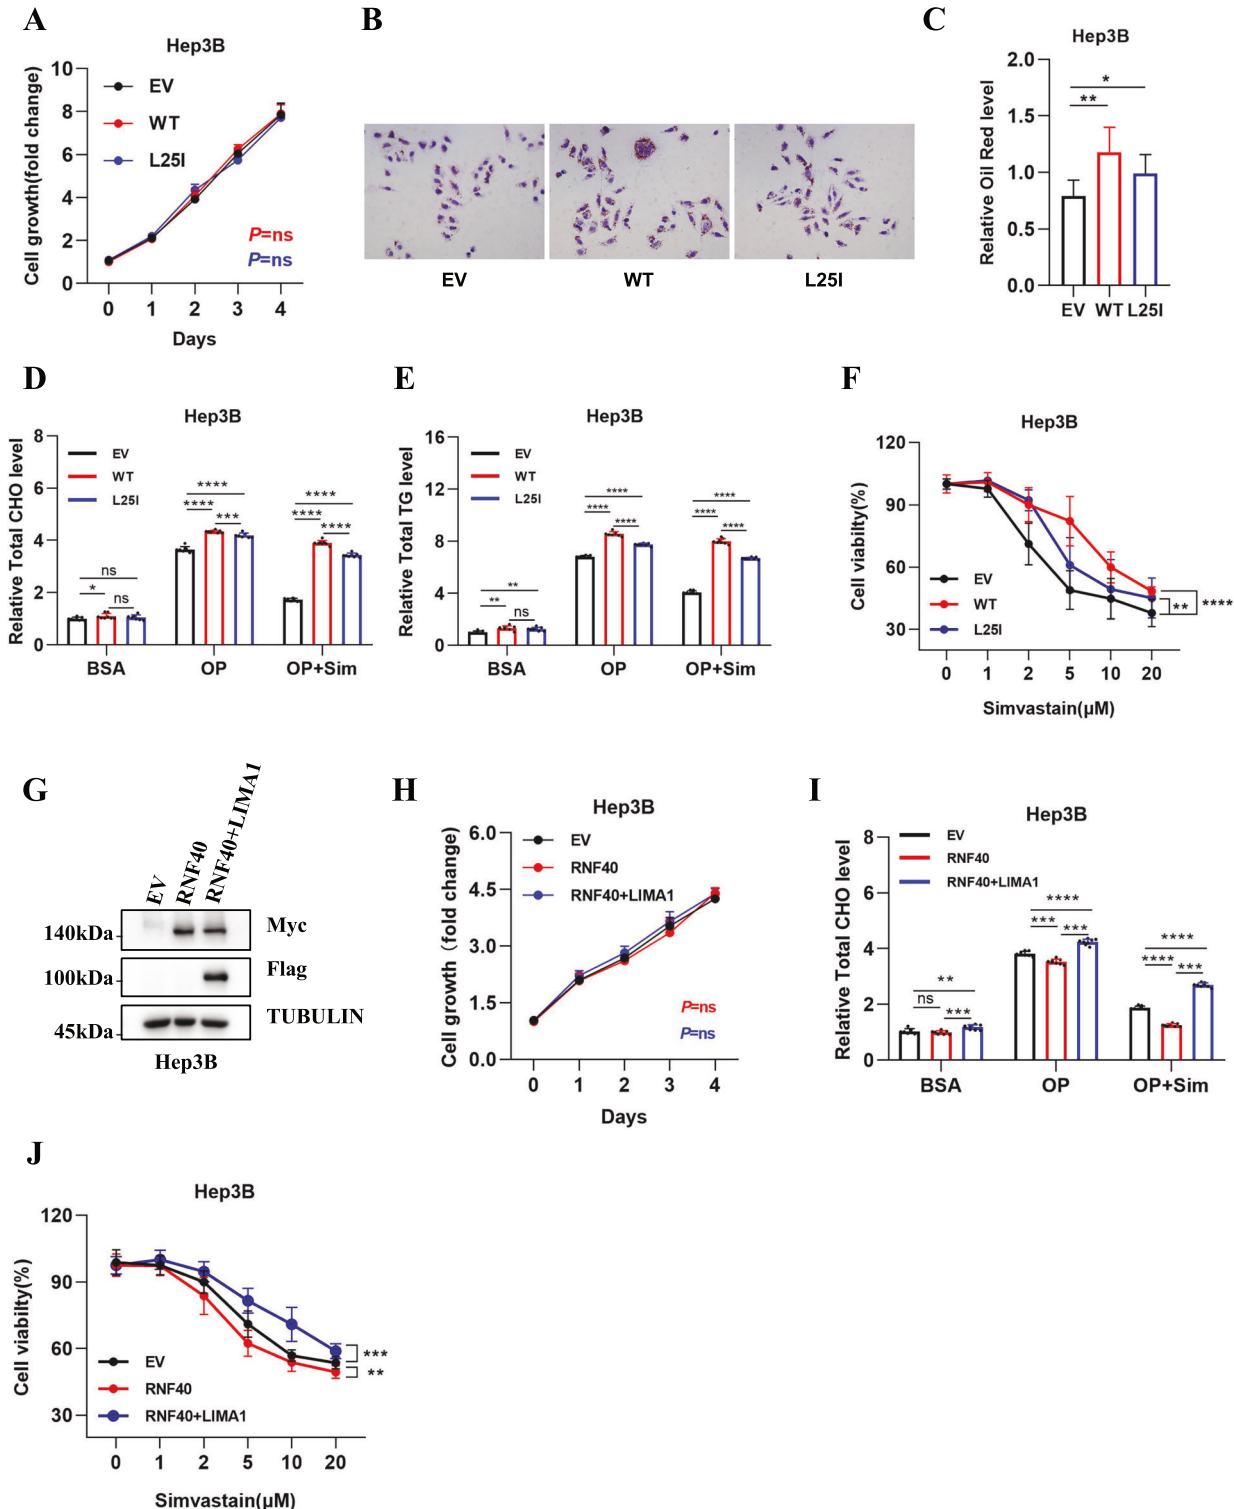 A
Hep3B
Cell growth(fold change)
10
8
6
4
2
0
EV
WT
L25I
P=ns
P=ns
0 1 2 3 4
Days
B
EV WT L25I
C
Hep3B
Relative Oil Red level
2.0
1.5
1.0
0.5
0.0
*
**
EV WT L25I
D
Hep3B
Relative Total CHO level
8
6
4
2
0
EV
WT
L25I
ns
*
ns
****
****
***
****
****
****
BSA OP OP+Sim
E
Hep3B
Relative Total TG level
16
12
8
4
0
EV
WT
L25I
**
**
ns
****
****
****
****
****
****
BSA OP OP+Sim
F
Hep3B
Cell viabilty(%)
120
90
60
30
EV
WT
L25I
**
****
0 1 2 5 10 20
Simvastain(μM)
G
EV
RNF40
RNF40+LIMA1
140kDa
Myc
100kDa
Flag
45kDa
TUBULIN
Hep3B
H
Hep3B
Cell growth (fold change)
6.0
4.5
3.0
1.5
0.0
EV
RNF40
RNF40+LIMA1
P=ns
P=ns
0 1 2 3 4
Days
I
Hep3B
Relative Total CHO level
8
6
4
2
0
EV
RNF40
RNF40+LIMA1
**
ns
***
****
***
***
****
****
***
BSA OP OP+Sim
J
Hep3B
Cell viabilty(%)
120
90
60
30
EV
RNF40
RNF40+LIMA1
***
**
0 1 2 5 10 20
Simvastain(μM)